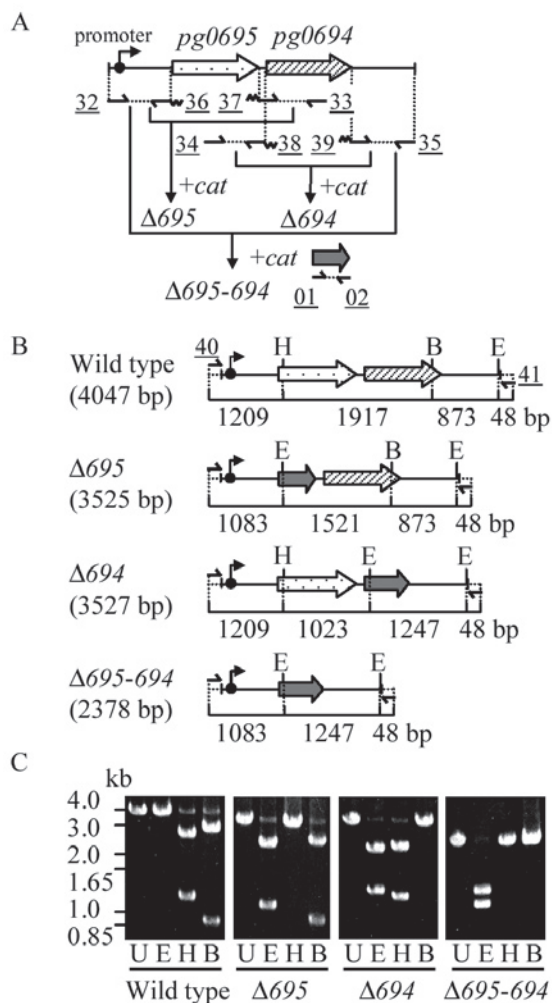 A
promoter pg0695 pg0694
32 36 37 33
34 38 39 35
+cat +cat
Δ695 Δ694
+cat
Δ695-694 01 02
B
40 H B E
Wild type 41
(4047 bp) 1209 1917 873 48 bp
E B E
Δ695
(3525 bp) 1083 1521 873 48 bp
H E E
Δ694
(3527 bp) 1209 1023 1247 48 bp
E E
Δ695-694
(2378 bp) 1083 1247 48 bp
C
kb
4.0
3.0
2.0
1.65
1.0
0.85
U E H B U E H B U E H B U E H B
Wild type Δ695 Δ694 Δ695-694